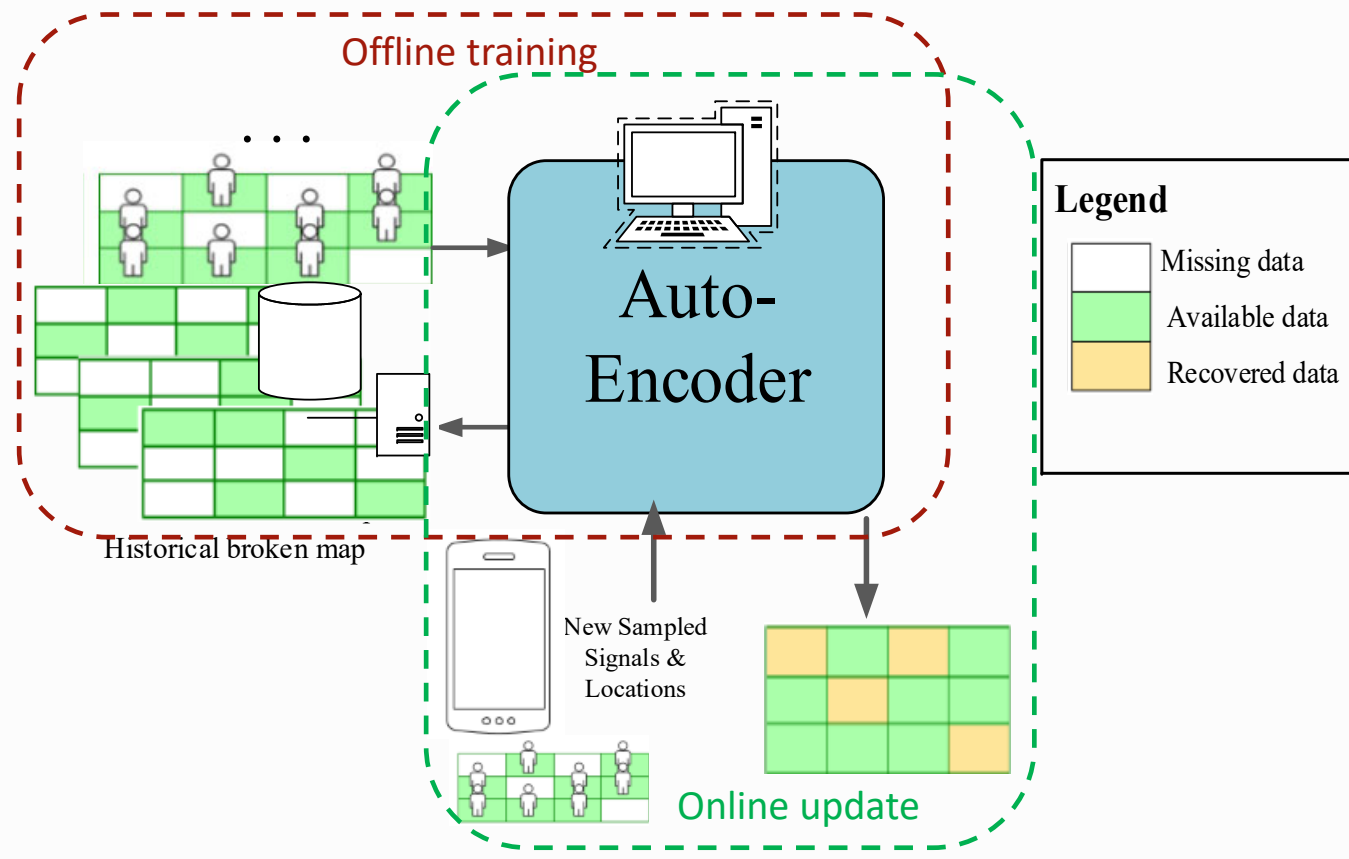 Offline training
. . .
Auto-
Encoder
Legend
Missing data
Available data
Recovered data
Historical broken map
New Sampled
Signals &
Locations
Online update